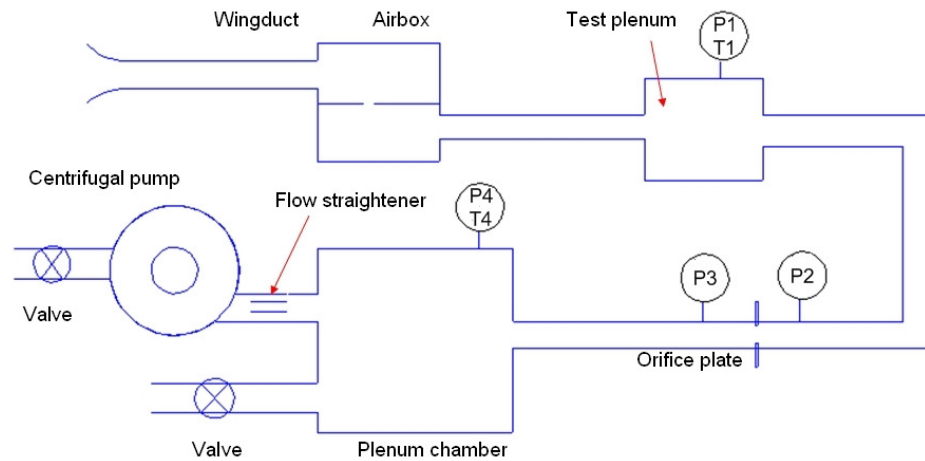 Wingduct
Airbox
Test plenum
P1
T1
Centrifugal pump
Flow straightener
P4
T4
P3
P2
Valve
Orifice plate
Valve
Plenum chamber